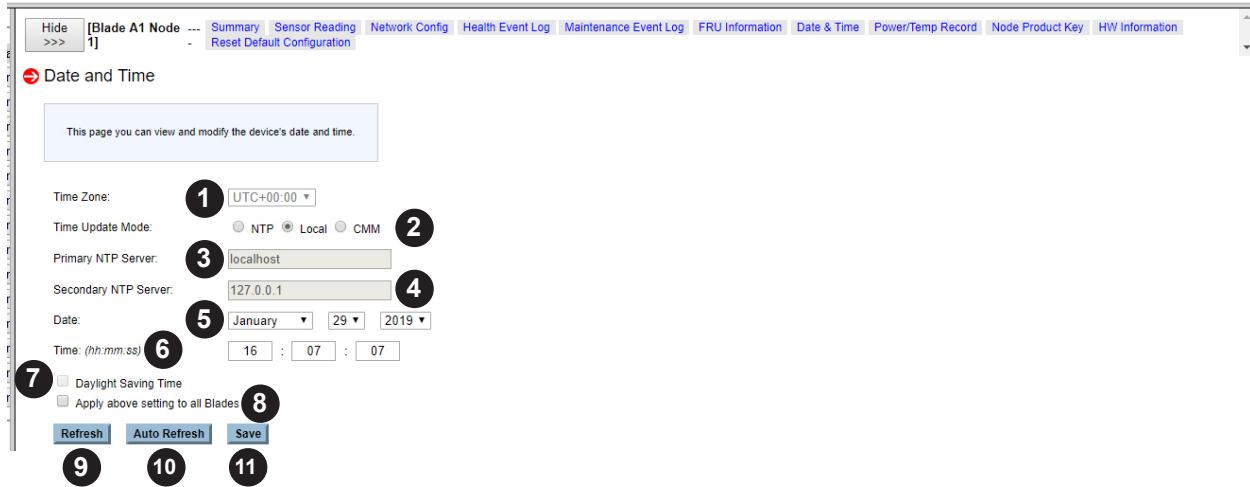 Hide >>> [Blade A1 Node 1] --- - Summary Sensor Reading Network Config Health Event Log Maintenance Event Log FRU Information Date & Time Power/Temp Record Node Product Key HW Information
Reset Default Configuration
Date and Time
This page you can view and modify the device's date and time.
Time Zone: 1 UTC+00:00
Time Update Mode: NTP Local CMM 2
Primary NTP Server: 3 localhost
Secondary NTP Server: 127.0.0.1 4
Date: 5 January 29 2019
Time: (hh:mm:ss) 6 16 : 07 : 07
7 Daylight Saving Time
Apply above setting to all Blades 8
Refresh Auto Refresh Save
9 10 11